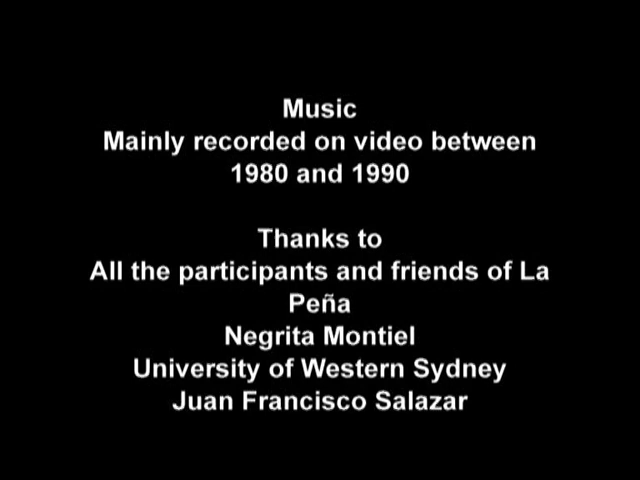 Music
Mainly recorded on video between
1980 and 1990
Thanks to
All the participants and friends of La
Peña
Negrita Montiel
University of Western Sydney
Juan Francisco Salazar